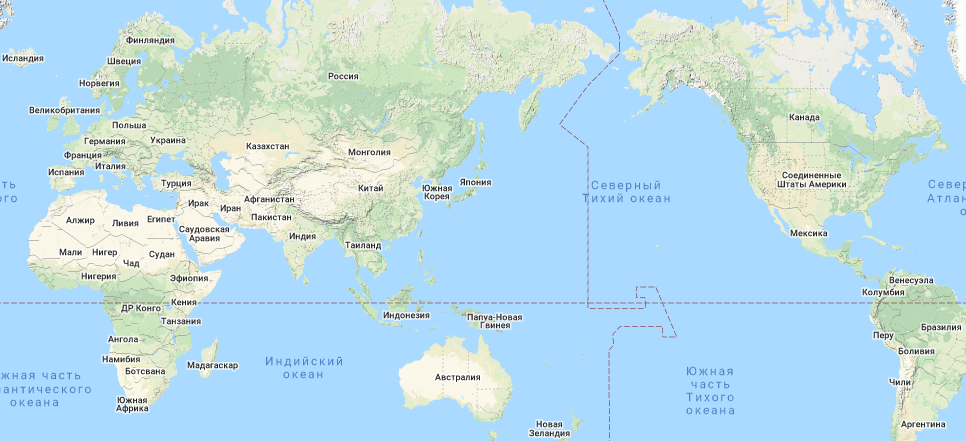 Финляндия
Исландия
Швеция
Россия
Норвегия
Великобритания
Канада
Польша
Германия
Украина
Казахстан
Монголия
Франция
Италия
Испания
Соединенные
Штаты Америки
Турция
Китай
Южная
Корея
Япония
Северный
Тихий океан
Север
Атлан
о
ть
го
Ирак
Иран
Афганистан
Пакистан
Алжир
Ливия
Египет
Саудовская
Аравия
Индия
Мексика
Таиланд
Мали
Нигер
Чад
Судан
Нигерия
Эфиопия
Венесуэла
Колумбия
ДР Конго
Кения
Танзания
Индонезия
Папуа-Новая
Гвинея
Бразилия
Перу
Ангола
Боливия
Намибия
Ботсвана
Мадагаскар
Индийский
океан
Австралия
Южная
часть
Тихого
океана
Чили
жная часть
лантического
океана
Южная
Африка
Новая
Зеландия
Аргентина